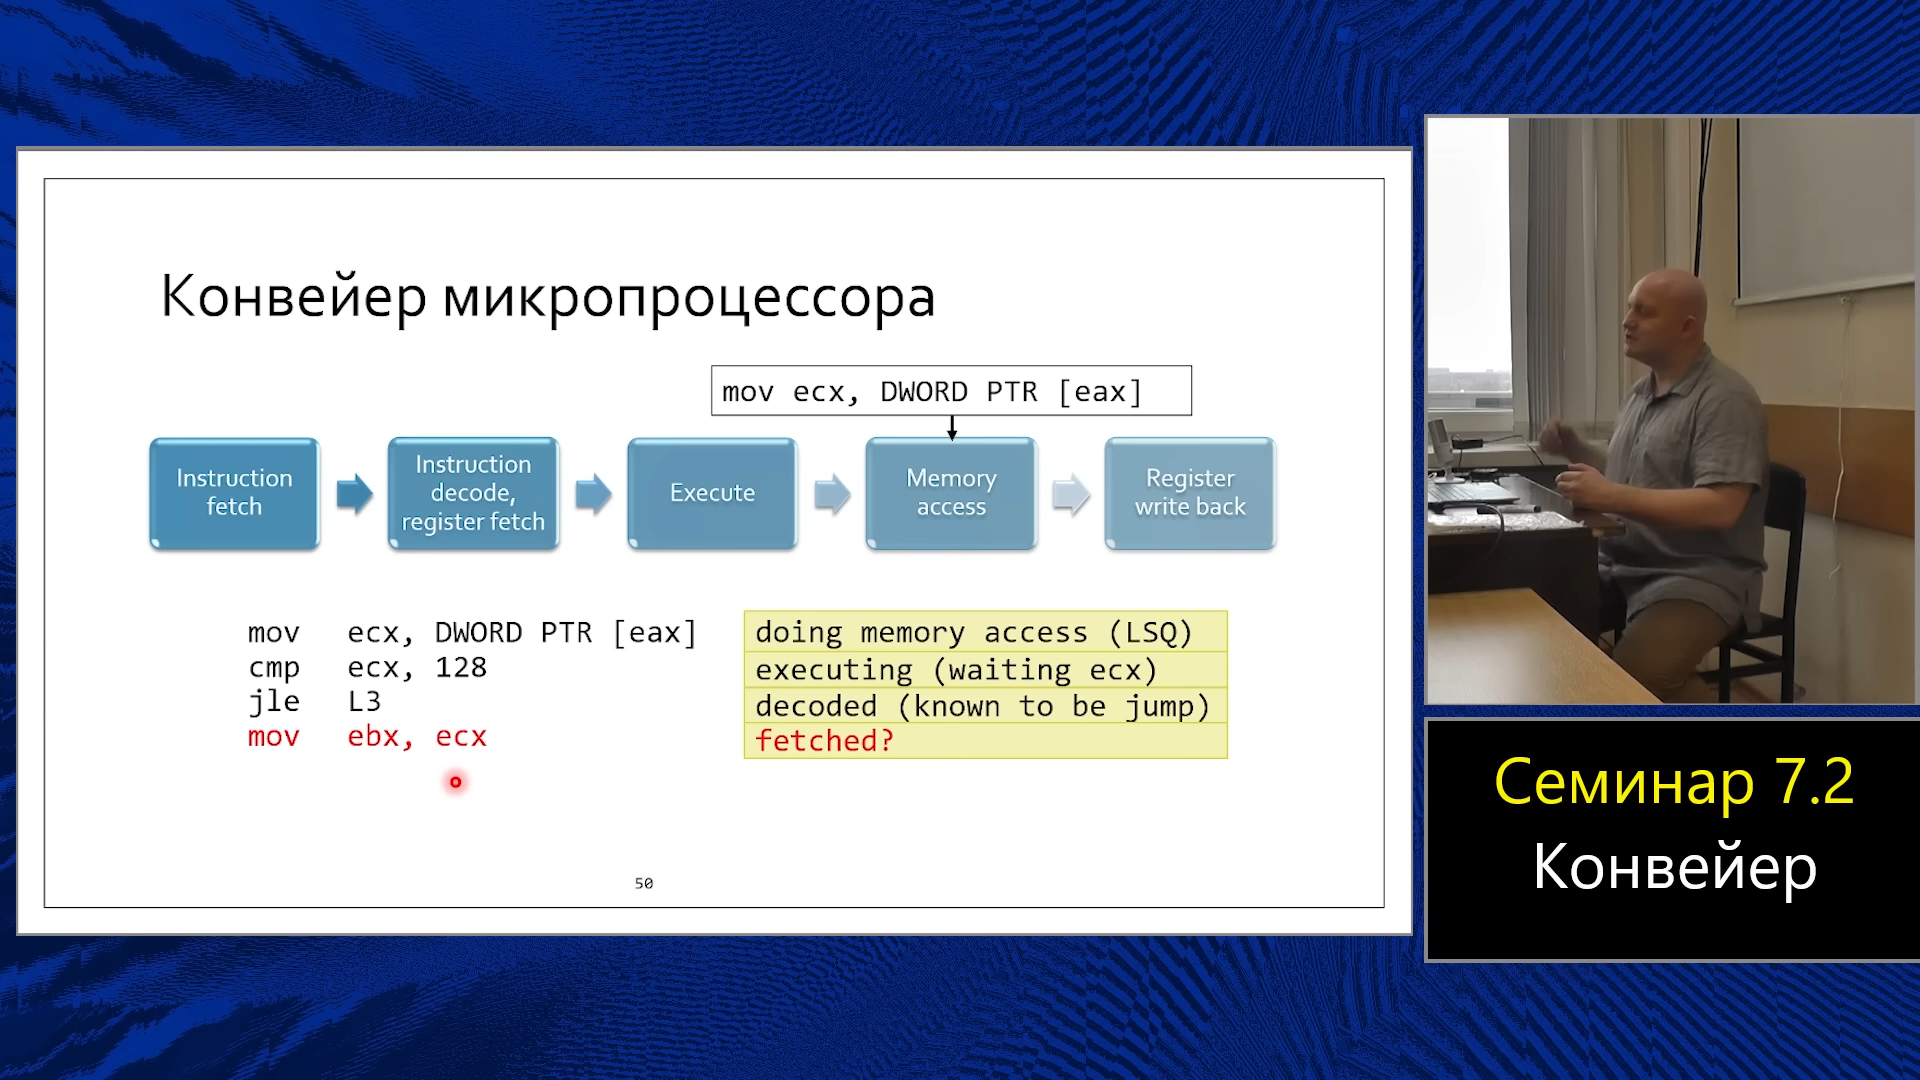 Конвейер микропроцессора
mov ecx, DWORD PTR [eax]
Instruction
fetch
Instruction
decode,
register fetch
Execute
Memory
access
Register
write back
mov ecx, DWORD PTR [eax]
cmp ecx, 128
jle L3
mov ebx, ecx
doing memory access (LSQ)
executing (waiting ecx)
decoded (known to be jump)
fetched?
50
Семинар 7.2
Конвейер